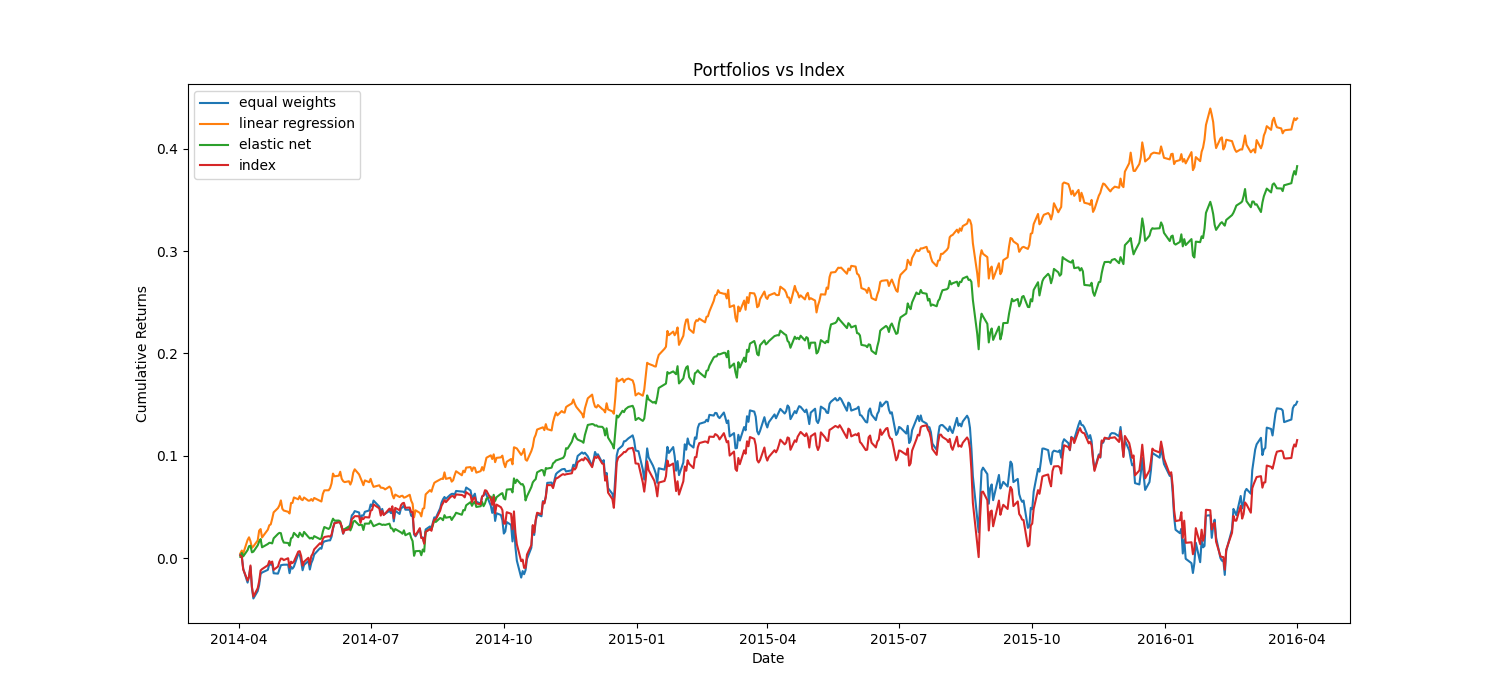 Portfolios vs Index
equal weights
linear regression
elastic net
index
Cumulative Returns
0.4
0.3
0.2
0.1
0.0
2014-04 2014-07 2014-10 2015-01 2015-04 2015-07 2015-10 2016-01 2016-04
Date